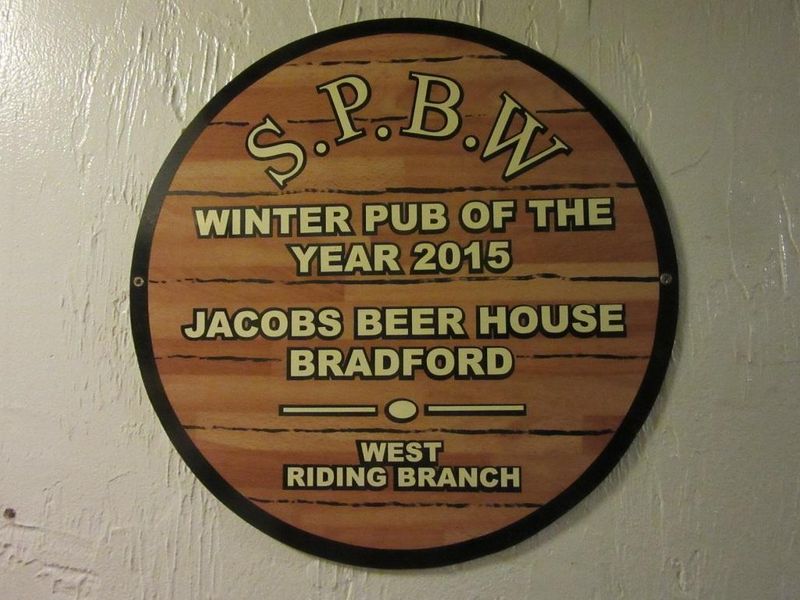 S.P.B.W
WINTER PUB OF THE
YEAR 2015
JACOBS BEER HOUSE
BRADFORD
WEST
RIDING BRANCH